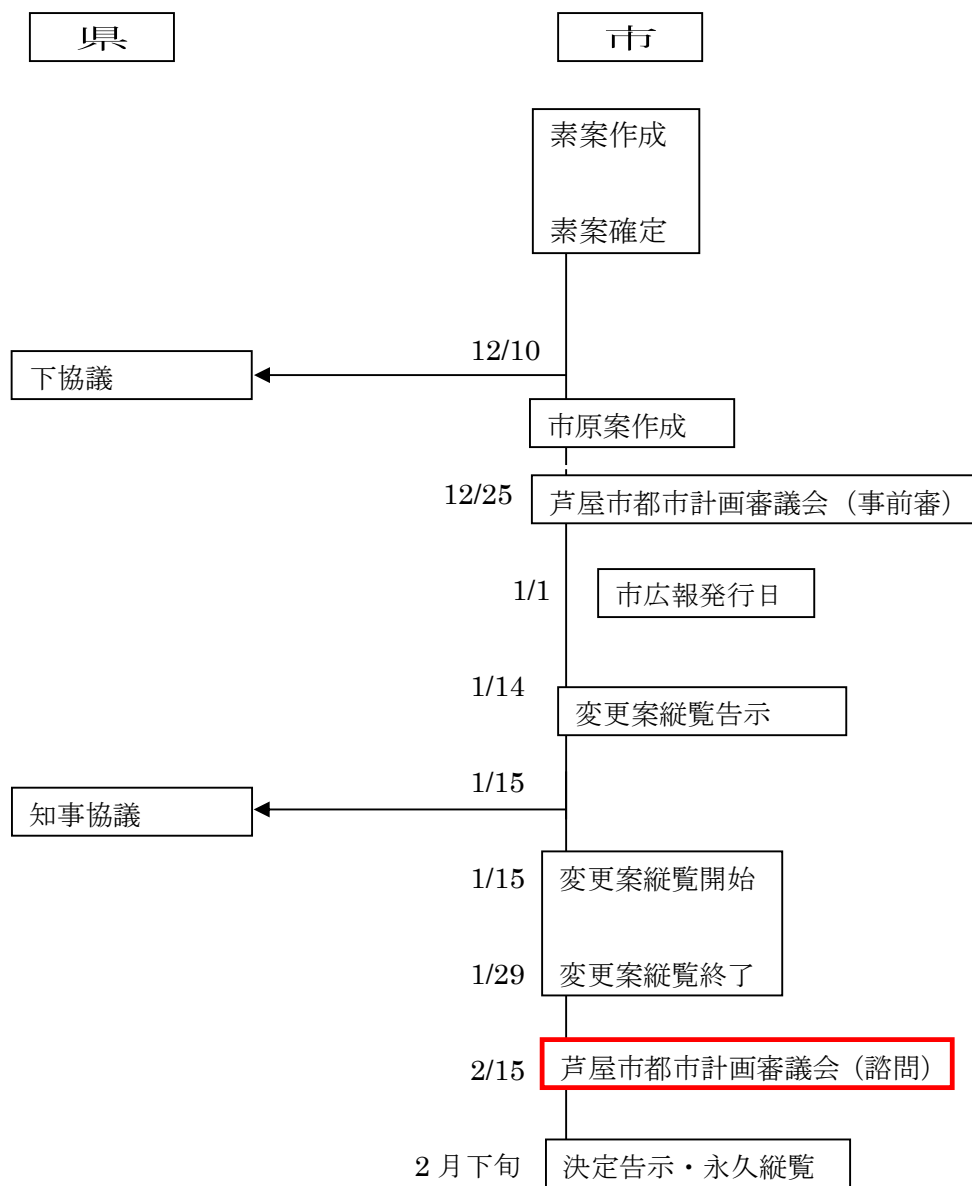 県
市
素案作成
素案確定
12/10
下協議
市原案作成
12/25
芦屋市都市計画審議会（事前審）
1/1
市広報発行日
1/14
変更案縦覧告示
1/15
知事協議
1/15
変更案縦覧開始
1/29
変更案縦覧終了
2/15
芦屋市都市計画審議会（諮問）
2月下旬
決定告示・永久縦覧